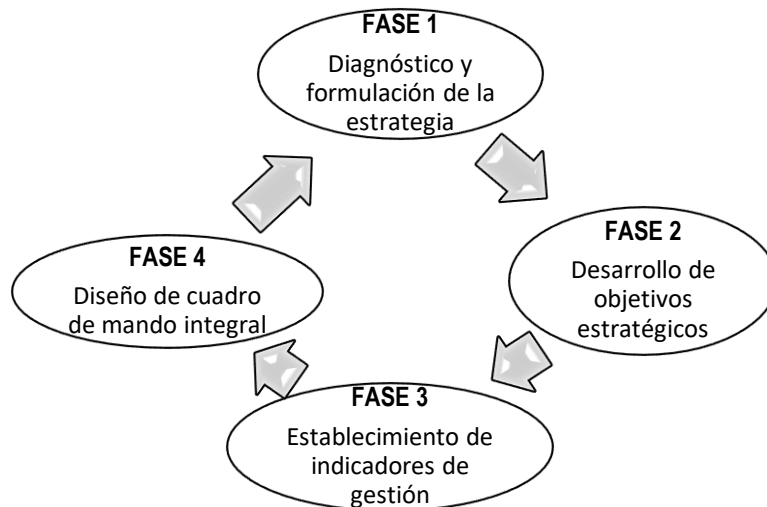 FASE 1
Diagnóstico y
formulación de la
estrategia
FASE 2
Desarrollo de
objetivos
estratégicos
FASE 3
Establecimiento de
indicadores de
gestión
FASE 4
Diseño de cuadro
de mando integral